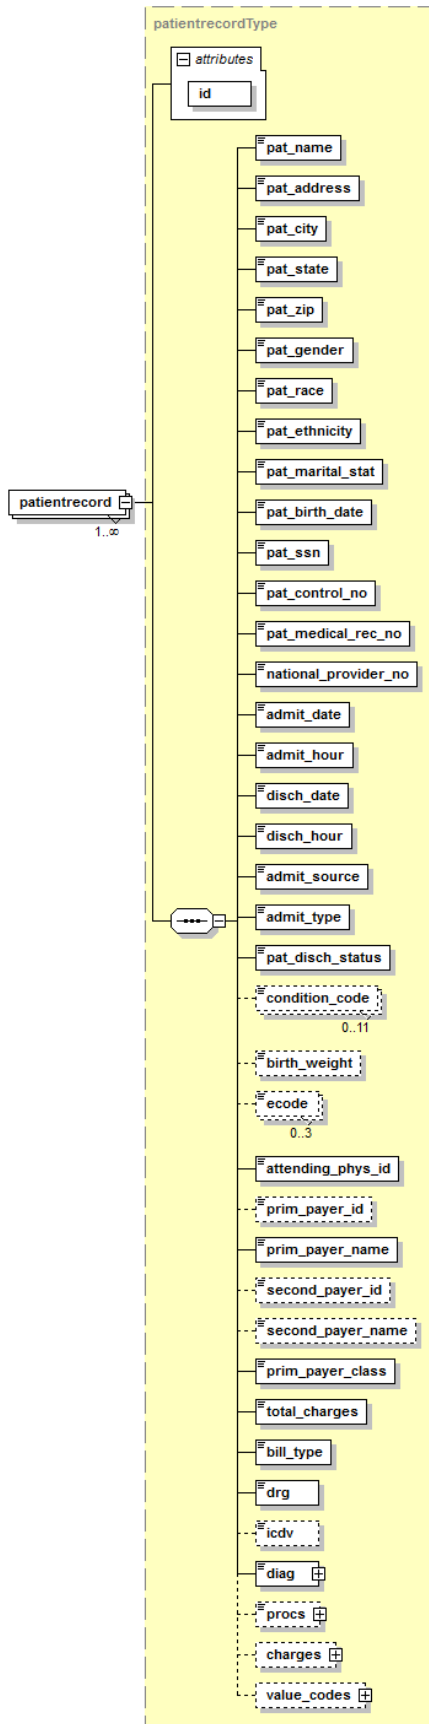 patientrecordType
attributes
id
pat_name
pat_address
pat_city
pat_state
pat_zip
pat_gender
pat_race
pat_ethnicity
pat_marital_stat
patientrecord
1..∞
pat_birth_date
pat_ssn
pat_control_no
pat_medical_rec_no
national_provider_no
admit_date
admit_hour
disch_date
disch_hour
admit_source
admit_type
pat_disch_status
condition_code
0..11
birth_weight
ecode
0..3
attending_phys_id
prim_payer_id
prim_payer_name
second_payer_id
second_payer_name
prim_payer_class
total_charges
bill_type
drg
icdv
diag
procs
charges
value_codes